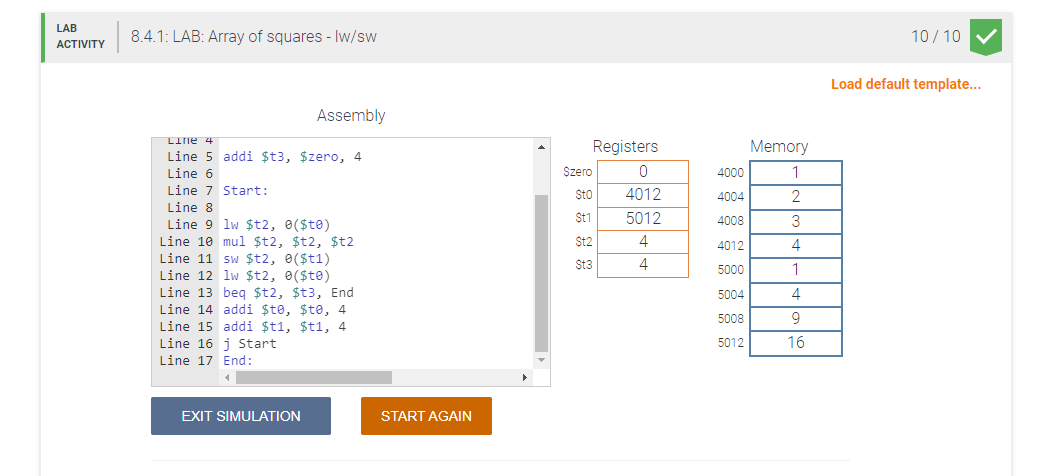 LAB
ACTIVITY
8.4.1: LAB: Array of squares - lw/sw
10 / 10
Load default template...
Assembly
Line 4
Line 5 addi $t3, $zero, 4
Line 6
Line 7 Start:
Line 8
Line 9 lw $t2, 0($t0)
Line 10 mul $t2, $t2, $t2
Line 11 sw $t2, 0($t1)
Line 12 lw $t2, 0($t0)
Line 13 beq $t2, $t3, End
Line 14 addi $t0, $t0, 4
Line 15 addi $t1, $t1, 4
Line 16 j Start
Line 17 End:
Registers
$zero 0
$t0 4012
$t1 5012
$t2 4
$t3 4
Memory
4000 1
4004 2
4008 3
4012 4
5000 1
5004 4
5008 9
5012 16
EXIT SIMULATION
START AGAIN